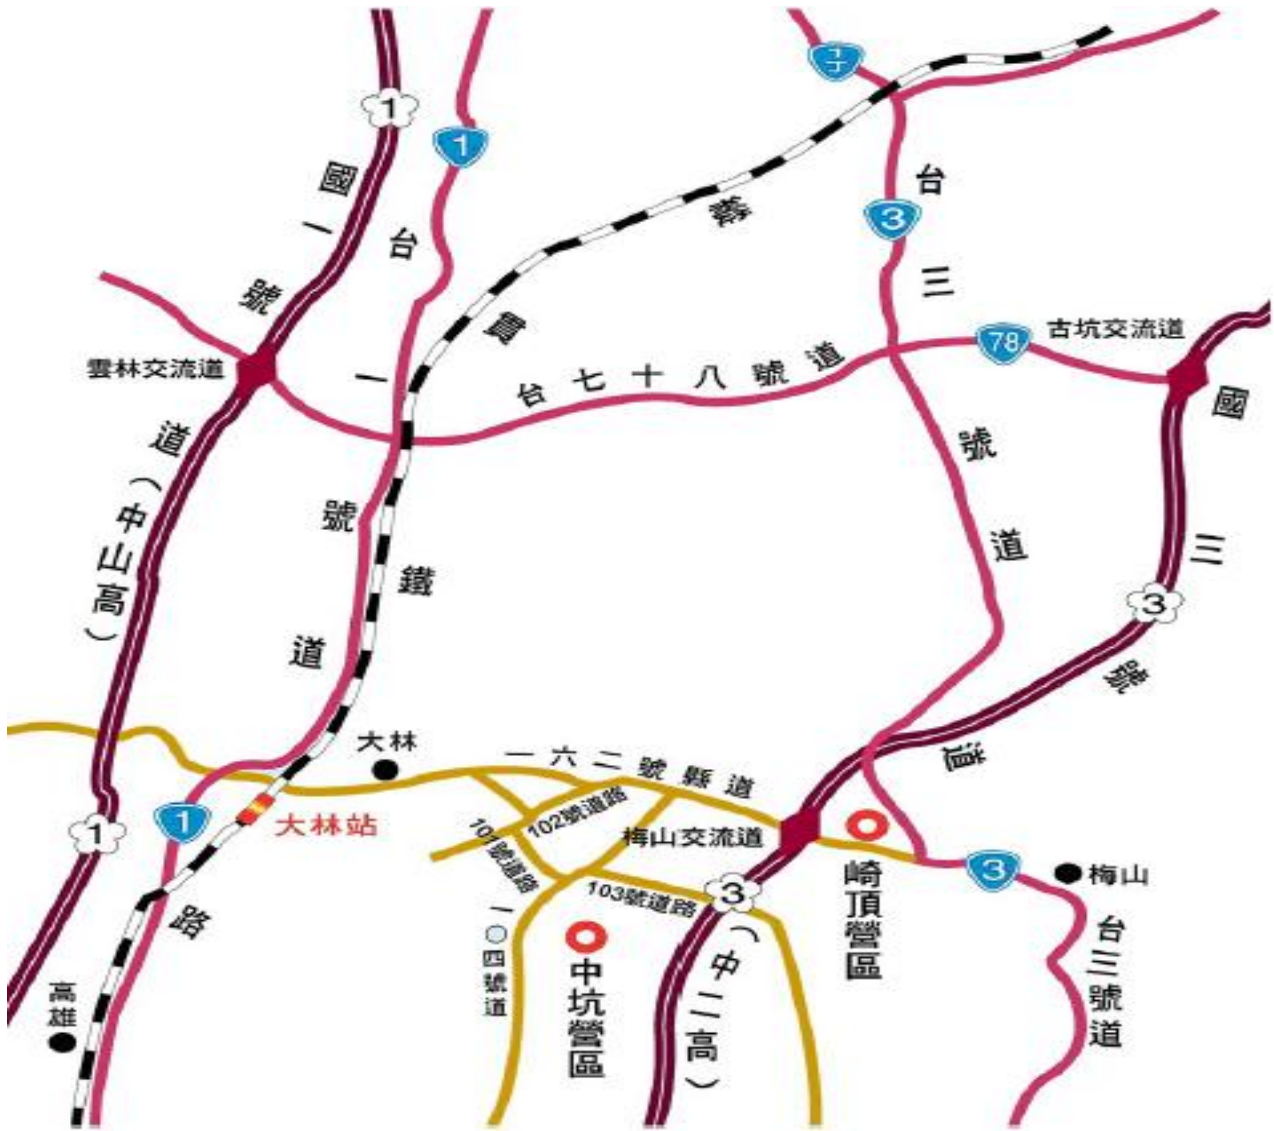 1
1
丁
3
78
3
1
1
3
3
國一號道(中山高)
台一號道
縱貫鐵路
台三號道
台七十八號道
雲林交流道
古坑交流道
國三號道(中二高)
大林
大林站
一六二號縣道
102號道路
101號道路
103號道路
梅山交流道
崎頂營區
中坑營區
一○四號道
梅山
台三號道
高雄